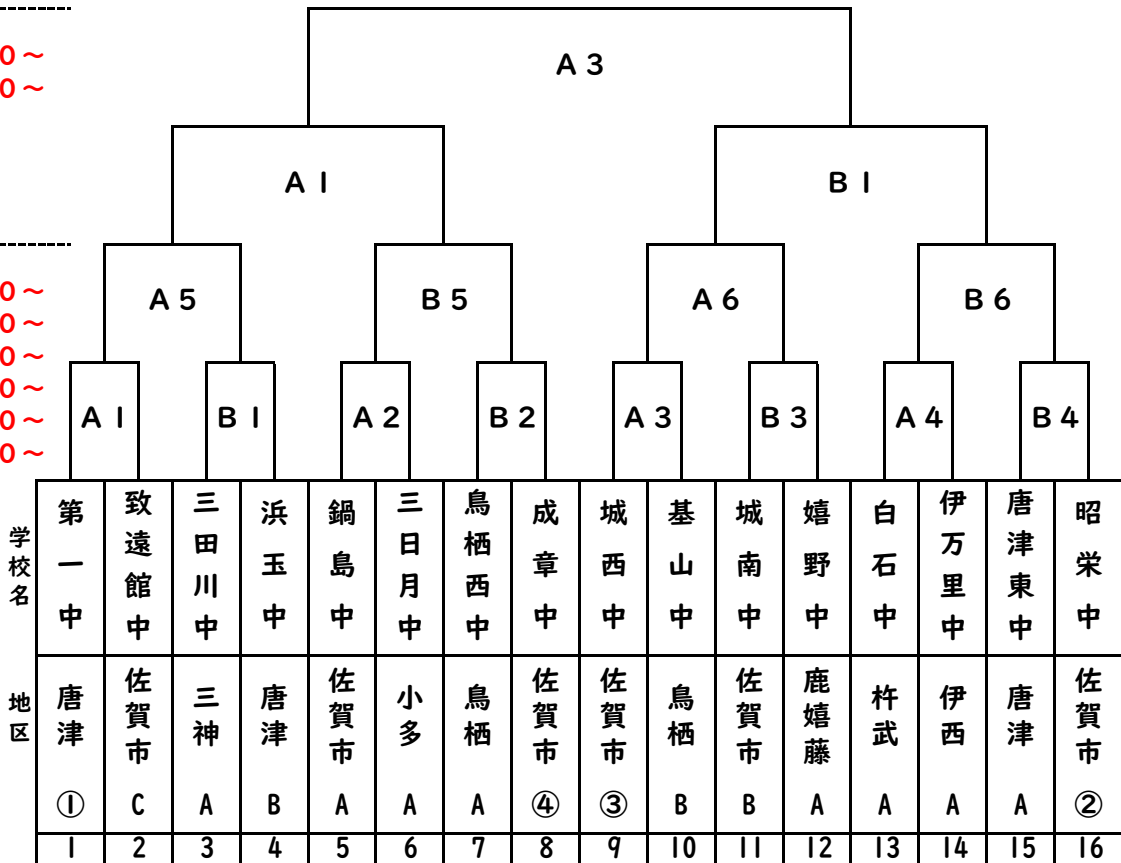 A3
0～
0～
A1 B1
A5 B5 A6 B6
0～
0～
0～
0～
0～
0～
A1 B1 A2 B2 A3 B3 A4 B4
学校名 第一中 致遠館中 三田川中 浜玉中 鍋島中 三日月中 鳥栖西中 成章中 城西中 基山中 城南中 嬉野中 白石中 伊万里中 唐津東中 昭栄中
地区 唐津 佐賀市 三神 唐津 佐賀市 小多 鳥栖 佐賀市 佐賀市 鳥栖 佐賀市 鹿嬉藤 杵武 伊西 唐津 佐賀市
① C A B A A A ④ ③ B B A A A A ②
1 2 3 4 5 6 7 8 9 10 11 12 13 14 15 16